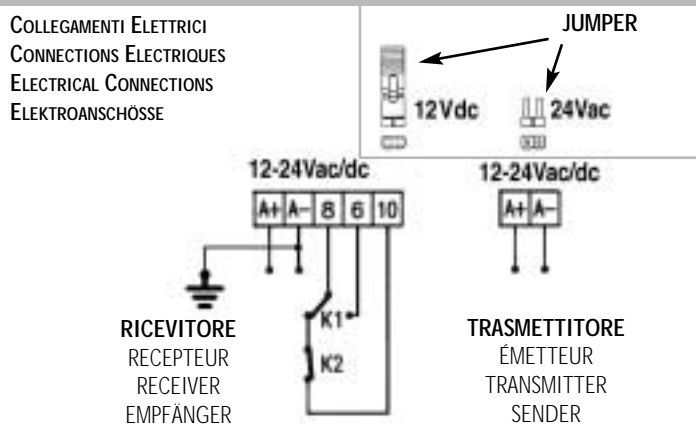 COLLEGAMENTI ELETTRICI
CONNECTIONS ELECTRIQUES
ELECTRICAL CONNECTIONS
ELEKTROANSCHÖSSE
JUMPER
12Vdc
24Vac
12-24Vac/dc
A+ A- 8 6 10
K1
K2
RICEVITORE
RECEPTEUR
RECEIVER
EMPFÄNGER
12-24Vac/dc
A+ A-
TRASMETTITORE
ÉMETTEUR
TRANSMITTER
SENDER